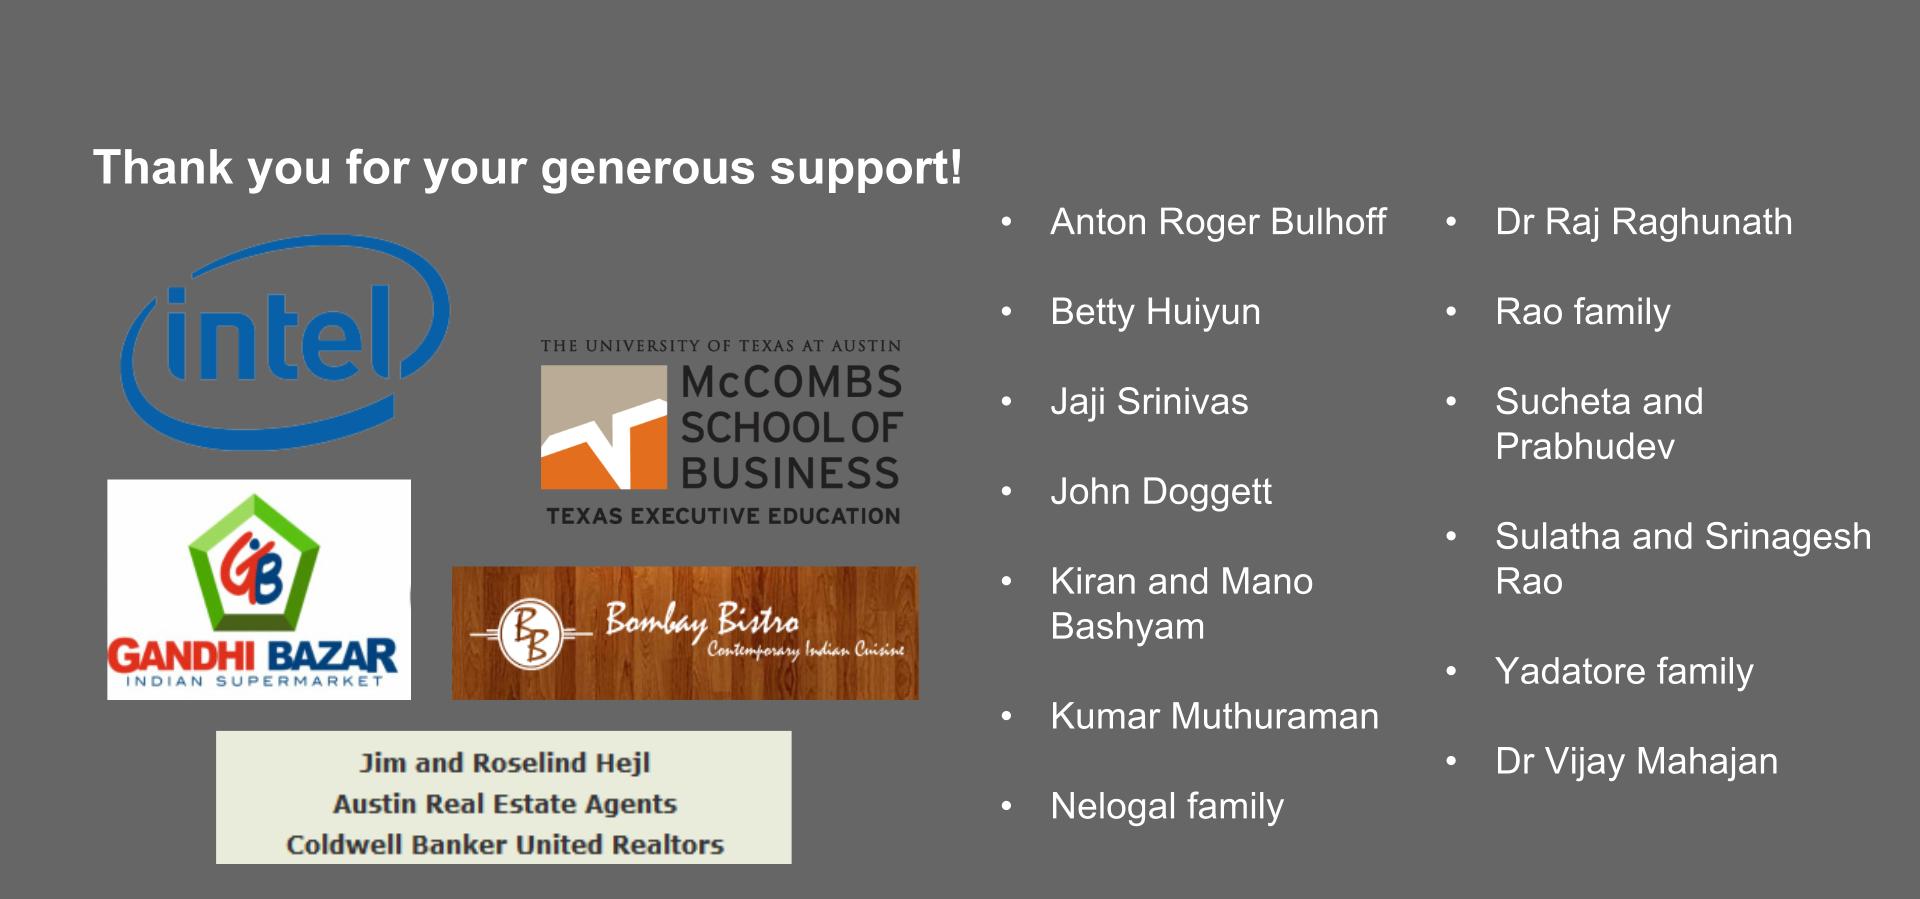 Thank you for your generous support!
intel
THE UNIVERSITY OF TEXAS AT AUSTIN
McCOMBS
SCHOOL OF
BUSINESS
TEXAS EXECUTIVE EDUCATION
GB
GANDHI BAZAR
INDIAN SUPERMARKET
BB
Bombay Bistro
Contemporary Indian Cuisine
Jim and Roselind Hejl
Austin Real Estate Agents
Coldwell Banker United Realtors
• Anton Roger Bulhoff
• Betty Huiyun
• Jaji Srinivas
• John Doggett
• Kiran and Mano
Bashyam
• Kumar Muthuraman
• Nelogal family
• Dr Raj Raghunath
• Rao family
• Sucheta and
Prabhudev
• Sulatha and Srinagesh
Rao
• Yadatore family
• Dr Vijay Mahajan